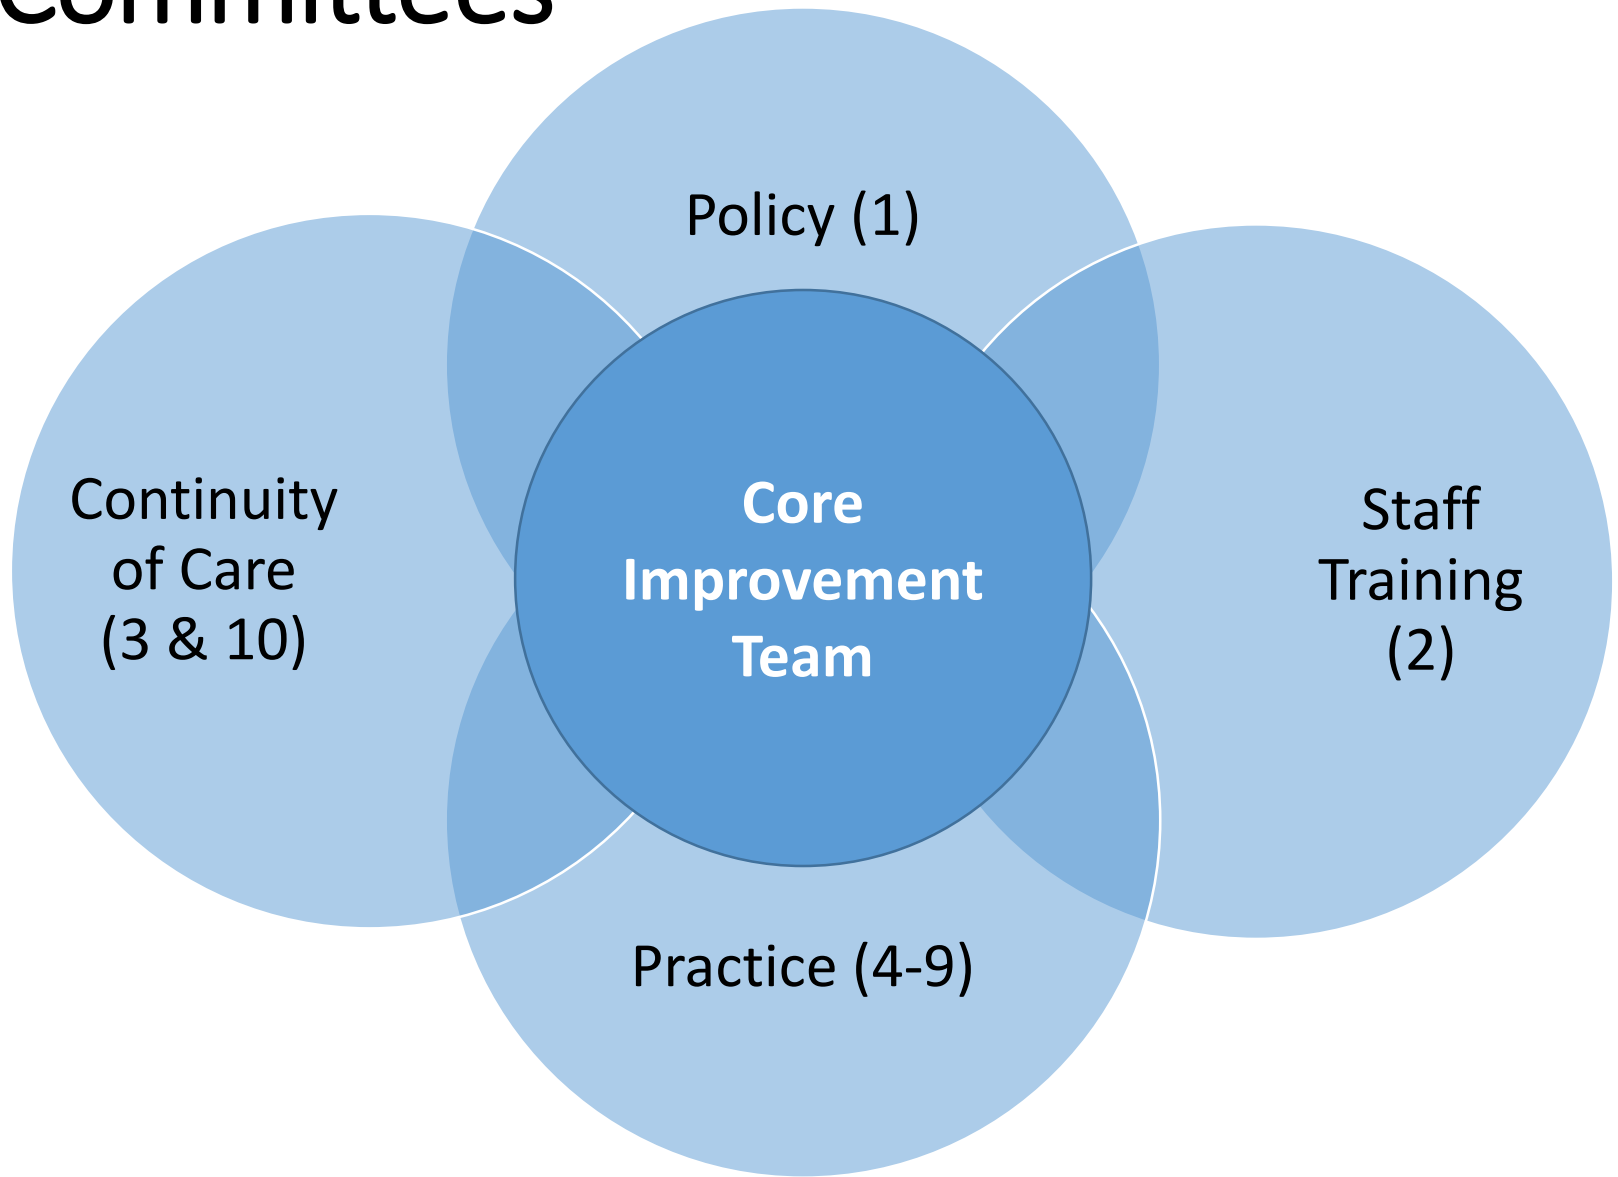 Committees
Policy (1)
Continuity
of Care
(3 & 10)
Core
Improvement
Team
Staff
Training
(2)
Practice (4-9)